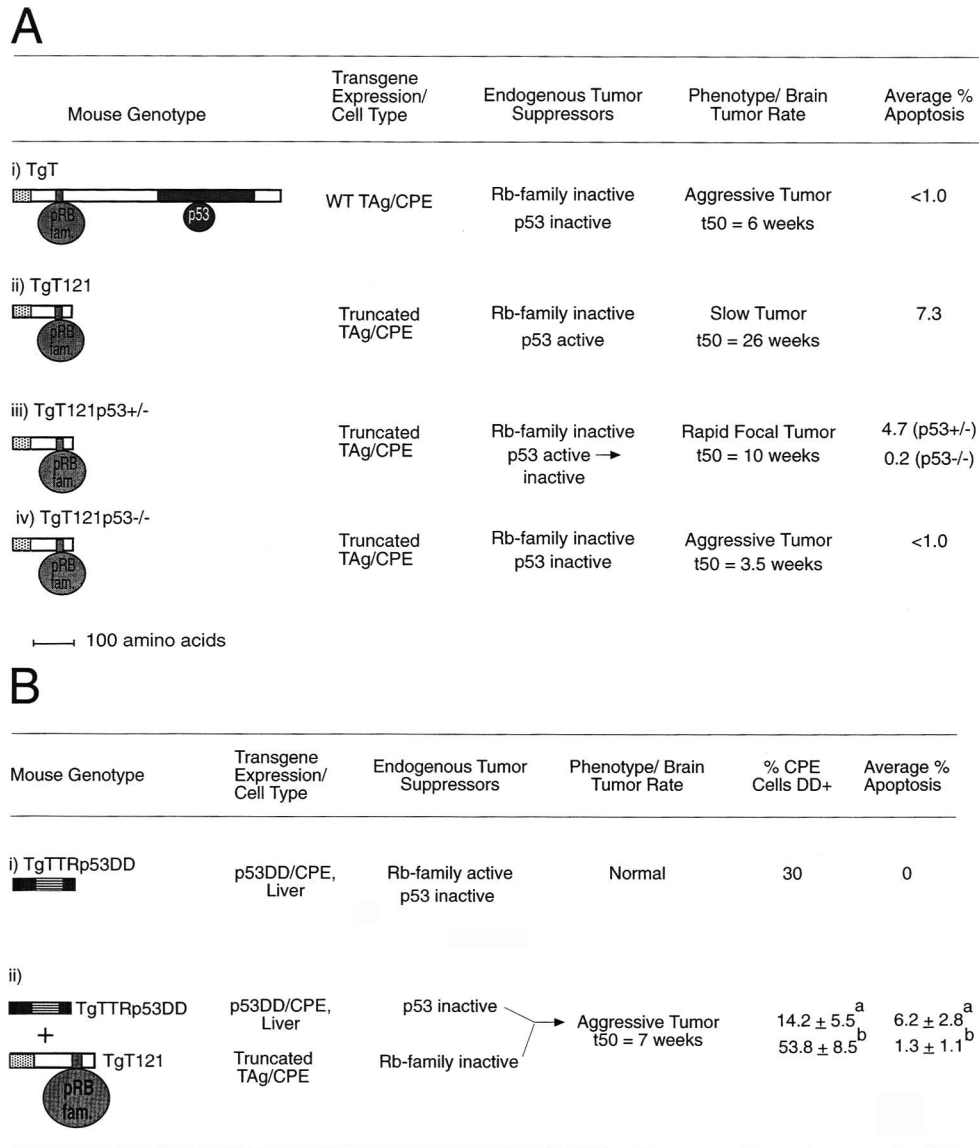 A
Mouse Genotype
Transgene
Expression/
Cell Type
Endogenous Tumor
Suppressors
Phenotype/ Brain
Tumor Rate
Average %
Apoptosis
i) TgT
pRB
fam.
p53
WT TAg/CPE
Rb-family inactive
p53 inactive
Aggressive Tumor
t50 = 6 weeks
<1.0
ii) TgT121
pRB
fam.
Truncated
TAg/CPE
Rb-family inactive
p53 active
Slow Tumor
t50 = 26 weeks
7.3
iii) TgT121p53+/-
pRB
fam.
Truncated
TAg/CPE
Rb-family inactive
p53 active →
inactive
Rapid Focal Tumor
t50 = 10 weeks
4.7 (p53+/-)
0.2 (p53-/-)
iv) TgT121p53-/-
pRB
fam.
Truncated
TAg/CPE
Rb-family inactive
p53 inactive
Aggressive Tumor
t50 = 3.5 weeks
<1.0
100 amino acids
B
Mouse Genotype
Transgene
Expression/
Cell Type
Endogenous Tumor
Suppressors
Phenotype/ Brain
Tumor Rate
% CPE
Cells DD+
Average %
Apoptosis
i) TgTTRp53DD
p53DD/CPE,
Liver
Rb-family active
p53 inactive
Normal
30
0
ii)
TgTTRp53DD
+
TgT121
pRB
fam.
p53DD/CPE,
Liver
Truncated
TAg/CPE
p53 inactive
Rb-family inactive
Aggressive Tumor
t50 = 7 weeks
14.2 ± 5.5a
53.8 ± 8.5b
6.2 ± 2.8a
1.3 ± 1.1b